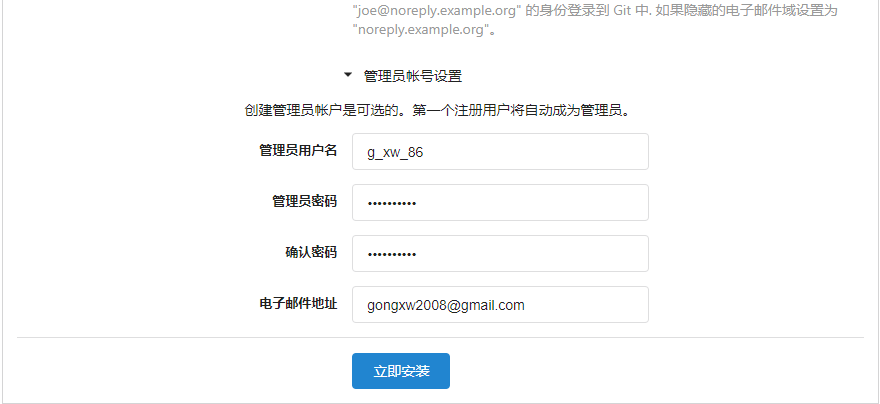 "joe@noreply.example.org" 的身份登录到 Git 中. 如果隐藏的电子邮件域设置为
"noreply.example.org"。
管理员帐号设置
创建管理员帐户是可选的。第一个注册用户将自动成为管理员。
管理员用户名 g_xw_86
管理员密码 ••••••••••
确认密码 ••••••••••
电子邮件地址 gongxw2008@gmail.com
立即安装